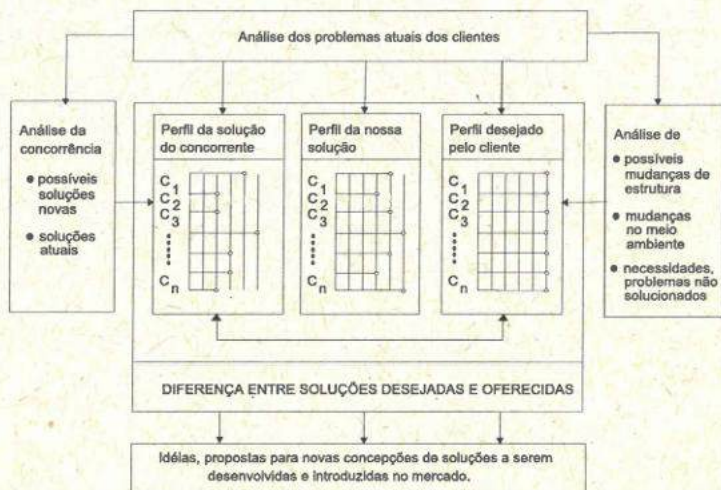 Análise dos problemas atuais dos clientes
Análise da
concorrência
● possíveis
soluções
novas
● soluções
atuais
Perfil da solução
do concorrente
C1
C2
C3
Cn
Perfil da nossa
solução
C1
C2
C3
Cn
Perfil desejado
pelo cliente
C1
C2
C3
Cn
Análise de
● possíveis
mudanças de
estrutura
● mudanças
no meio
ambiente
● necessidades,
problemas não
solucionados
DIFERENÇA ENTRE SOLUÇÕES DESEJADAS E OFERECIDAS
Idéias, propostas para novas concepções de soluções a serem
desenvolvidas e introduzidas no mercado.